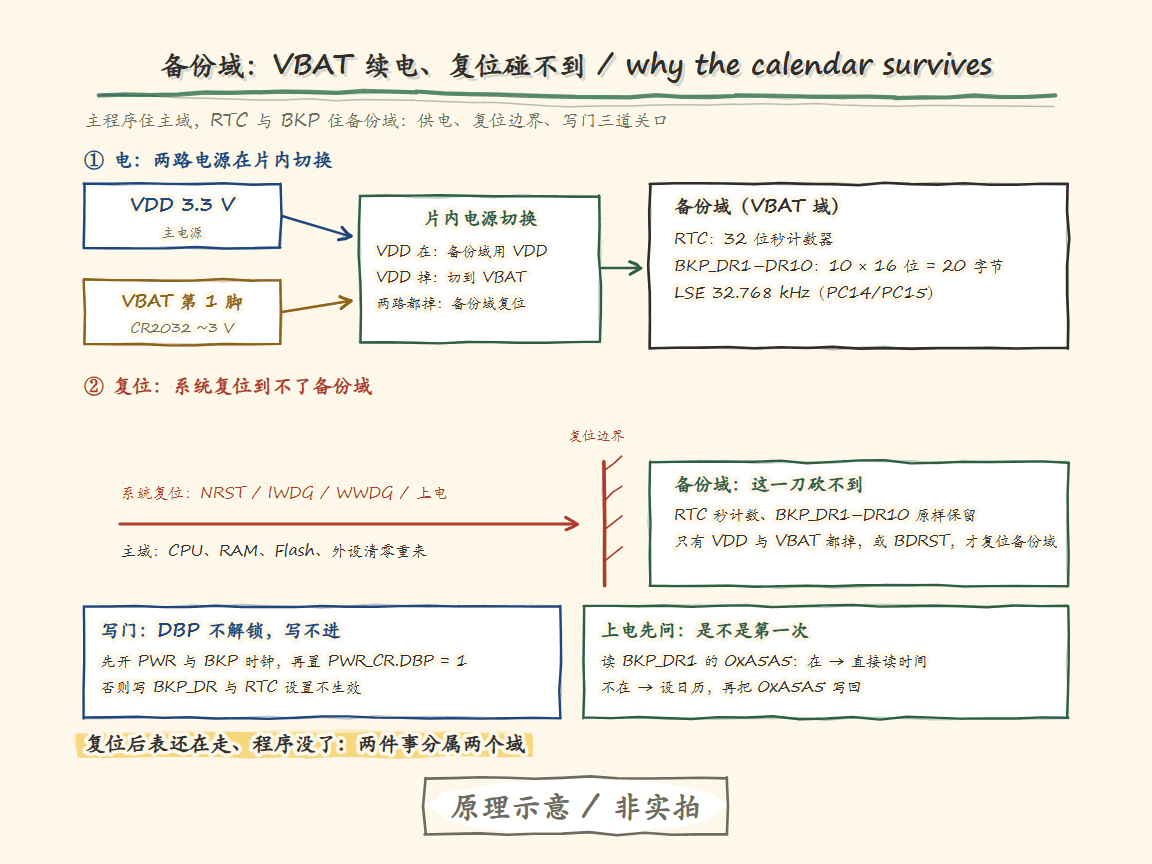 备份域：VBAT 续电、复位碰不到 / why the calendar survives
主程序住主域，RTC 与 BKP 住备份域：供电、复位边界、写门三道关口
① 电：两路电源在片内切换
VDD 3.3 V
主电源
VBAT 第 1 脚
CR2032 ~3 V
片内电源切换
VDD 在：备份域用 VDD
VDD 掉：切到 VBAT
两路都掉：备份域复位
备份域（VBAT 域）
RTC：32 位秒计数器
BKP_DR1–DR10：10 × 16 位 = 20 字节
LSE 32.768 kHz（PC14/PC15）
② 复位：系统复位到不了备份域
复位边界
系统复位：NRST / IWDG / WWDG / 上电
主域：CPU、RAM、Flash、外设清零重来
备份域：这一刀砍不到
RTC 秒计数、BKP_DR1–DR10 原样保留
只有 VDD 与 VBAT 都掉，或 BDRST，才复位备份域
写门：DBP 不解锁，写不进
先开 PWR 与 BKP 时钟，再置 PWR_CR.DBP = 1
否则写 BKP_DR 与 RTC 设置不生效
上电先问：是不是第一次
读 BKP_DR1 的 0xA5A5：在 → 直接读时间
不在 → 设日历，再把 0xA5A5 写回
复位后表还在走、程序没了：两件事分属两个域
原理示意 / 非实拍